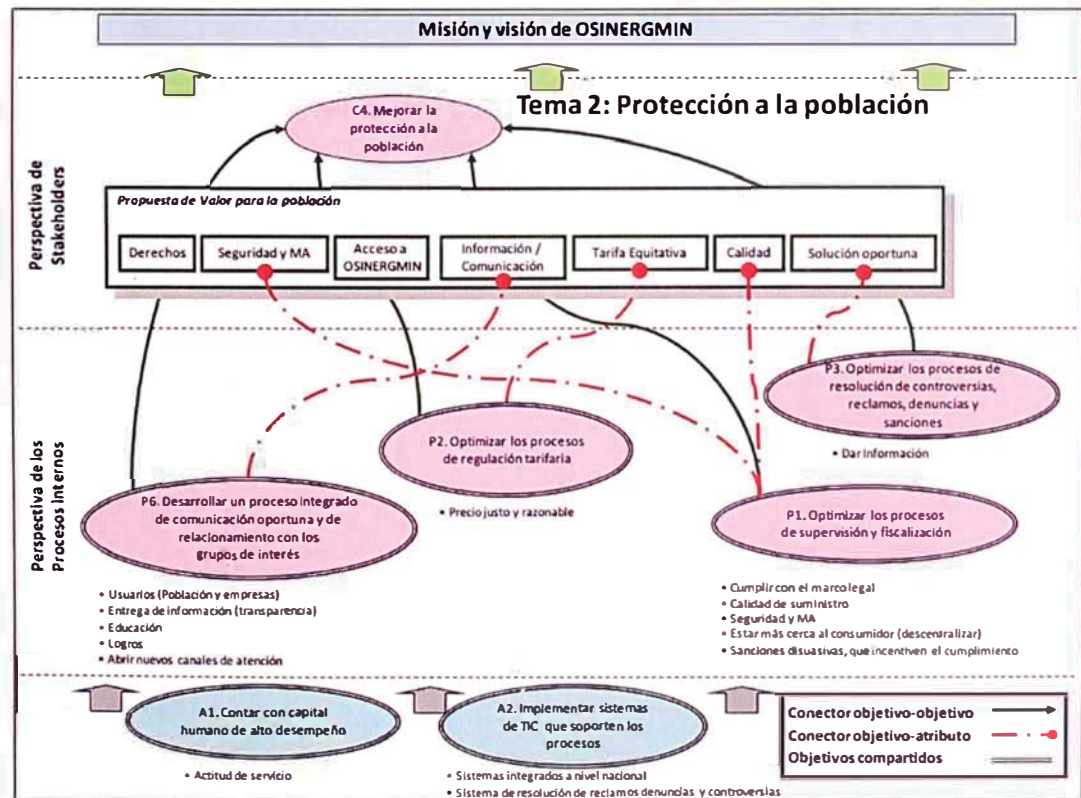 Misión y visión de OSINERGMIN
Tema 2: Protección a la población
C4. Mejorar la
protección a la
población
Perspectiva de
Stakeholders
Propuesta de Valor para la población
Derechos
Seguridad y MA
Acceso a
OSINERGMIN
Información /
Comunicación
Tarifa Equitativa
Calidad
Solución oportuna
Perspectiva de los
Procesos Internos
P3. Optimizar los procesos de
resolución de controversias,
reclamos, denuncias y
sanciones
• Dar Información
P2. Optimizar los procesos
de regulación tarifaria
• Precio justo y razonable
P6. Desarrollar un proceso integrado
de comunicación oportuna y de
relacionamiento con los
grupos de interés
• Usuarios (Población y empresas)
• Entrega de información (transparencia)
• Educación
• Logros
• Abrir nuevos canales de atención
P1. Optimizar los procesos
de supervisión y fiscalización
• Cumplir con el marco legal
• Calidad de suministro
• Seguridad y MA
• Estar más cerca al consumidor (descentralizar)
• Sanciones disuasivas, que incentiven el cumplimiento
A1. Contar con capital
humano de alto desempeño
• Actitud de servicio
A2. Implementar sistemas
de TIC que soporten los
procesos
• Sistemas integrados a nivel nacional
• Sistema de resolución de reclamos denuncias y controversias
Conector objetivo-objetivo
Conector objetivo-atributo
Objetivos compartidos